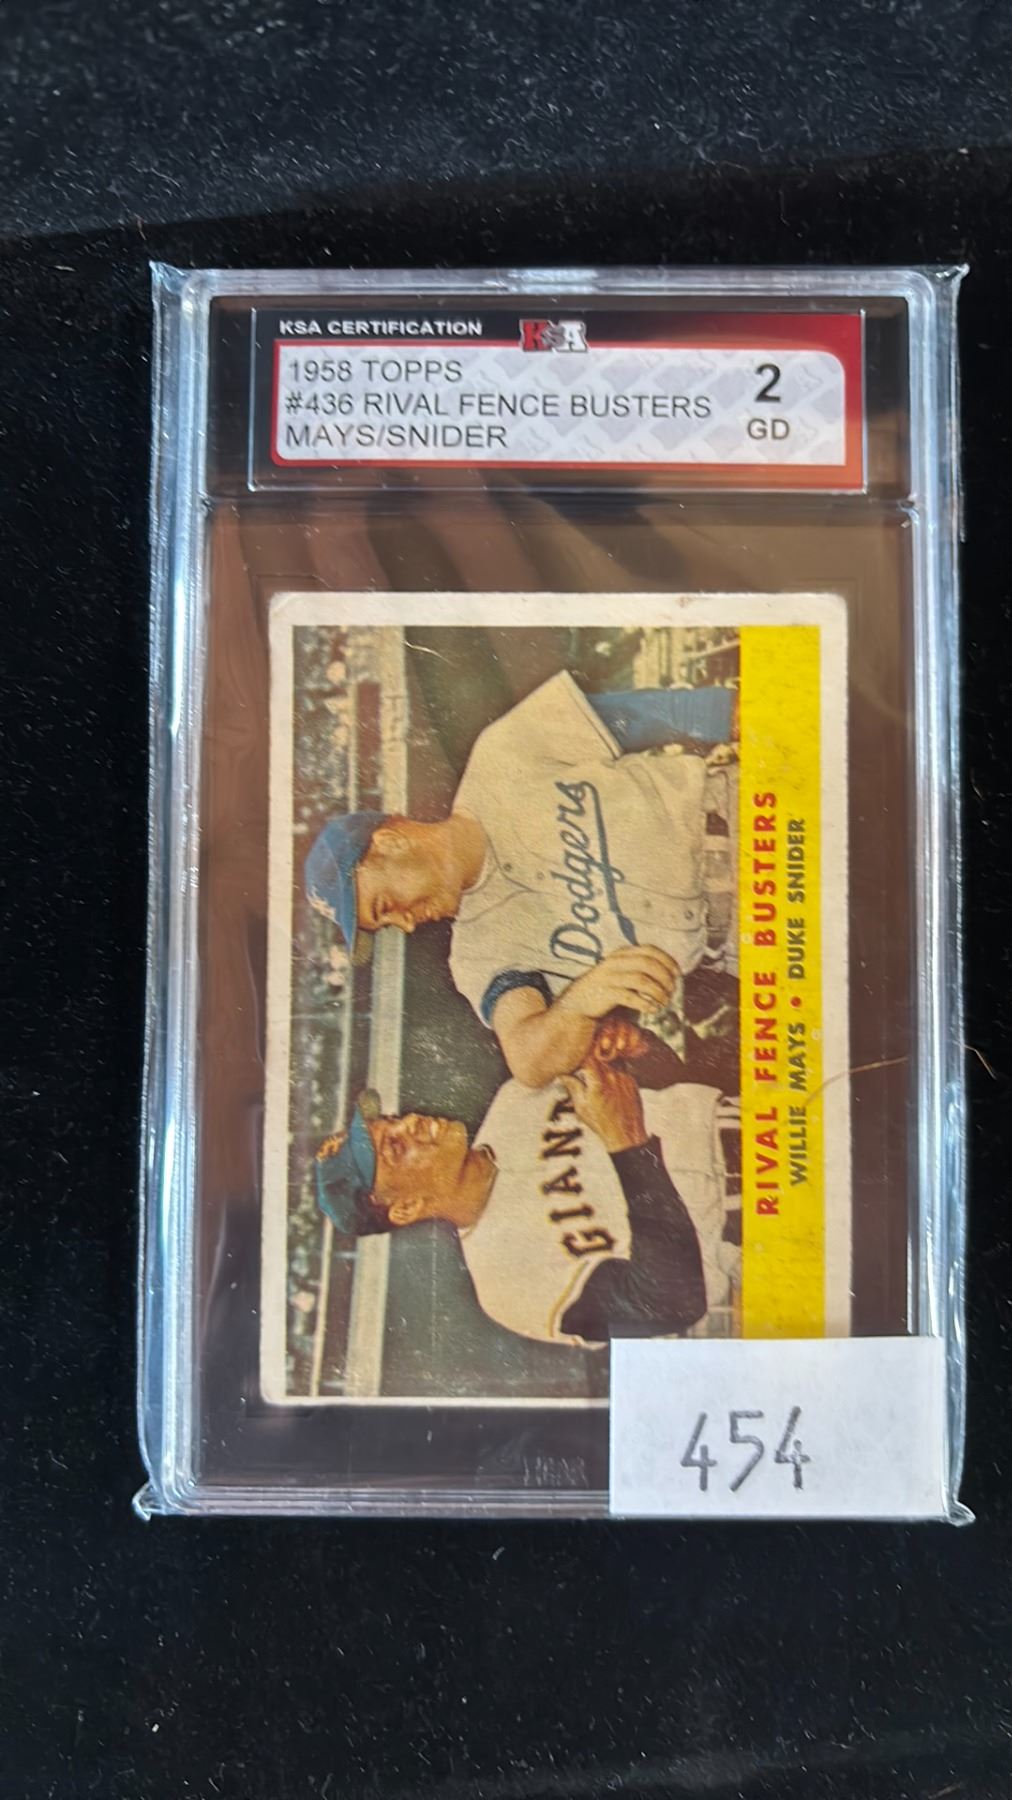 KSA CERTIFICATION
KSA
1958 TOPPS
#436 RIVAL FENCE BUSTERS
MAYS/SNIDER
2
GD
Dodgers
GIANT
RIVAL FENCE BUSTERS
WILLIE MAYS • DUKE SNIDER
454